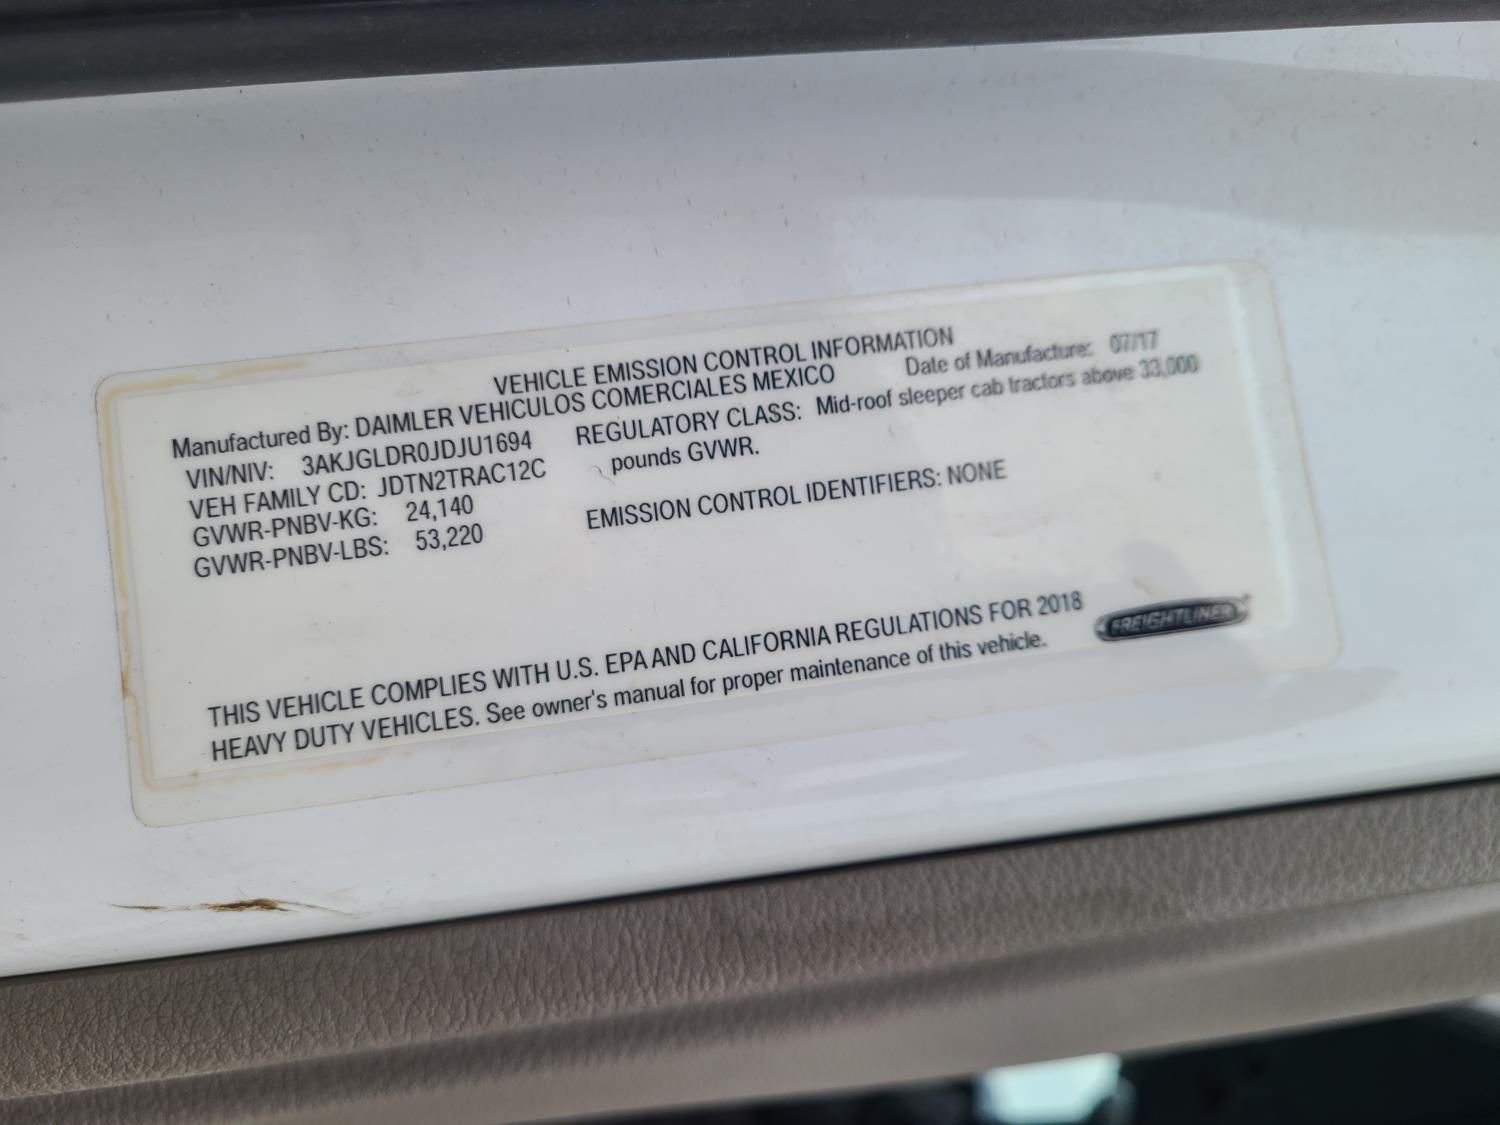 VEHICLE EMISSION CONTROL INFORMATION
Manufactured By: DAIMLER VEHICULOS COMERCIALES MEXICO
Date of Manufacture: 07/17
VIN/NIV: 3AKJGLDR0JDJU1694
REGULATORY CLASS: Mid-roof sleeper cab tractors above 33,000
pounds GVWR.
VEH FAMILY CD: JDTN2TRAC12C
GVWR-PNBV-KG: 24,140
EMISSION CONTROL IDENTIFIERS: NONE
GVWR-PNBV-LBS: 53,220
THIS VEHICLE COMPLIES WITH U.S. EPA AND CALIFORNIA REGULATIONS FOR 2018
HEAVY DUTY VEHICLES. See owner's manual for proper maintenance of this vehicle.
FREIGHTLINER